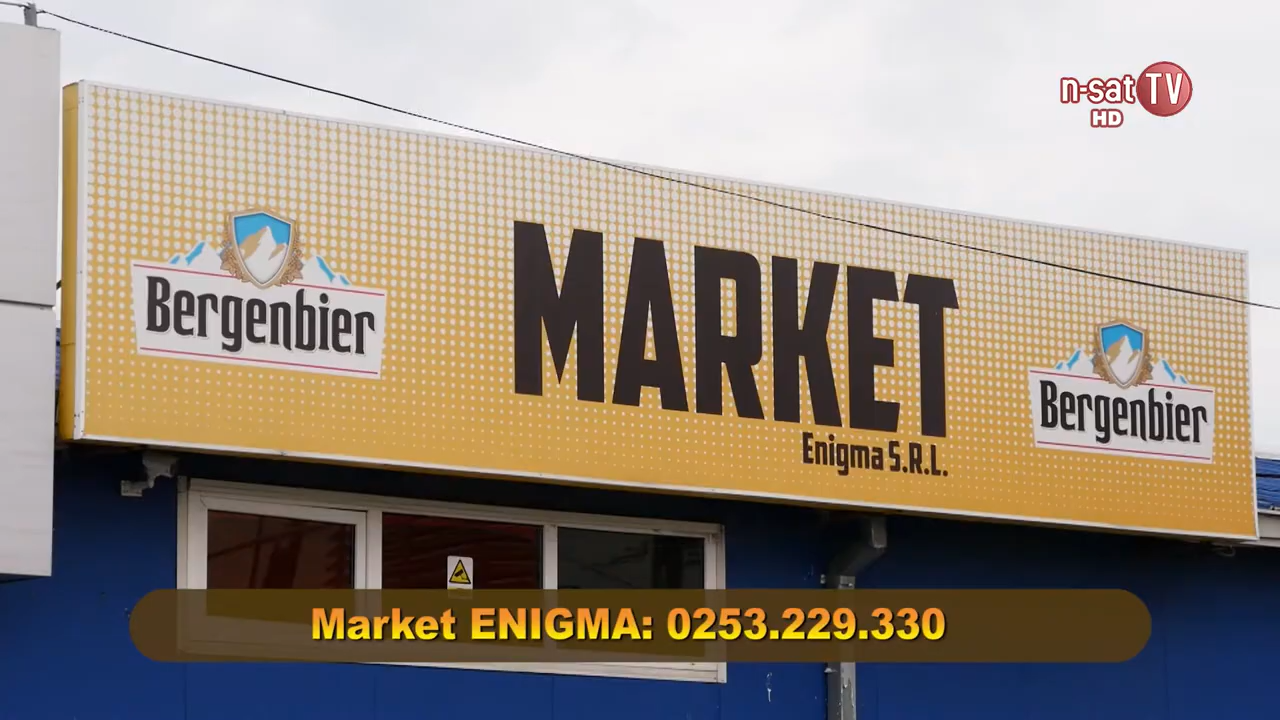 n-sat TV
HD
Bergenbier
MARKET
Enigma S.R.L.
Bergenbier
Market ENIGMA: 0253.229.330